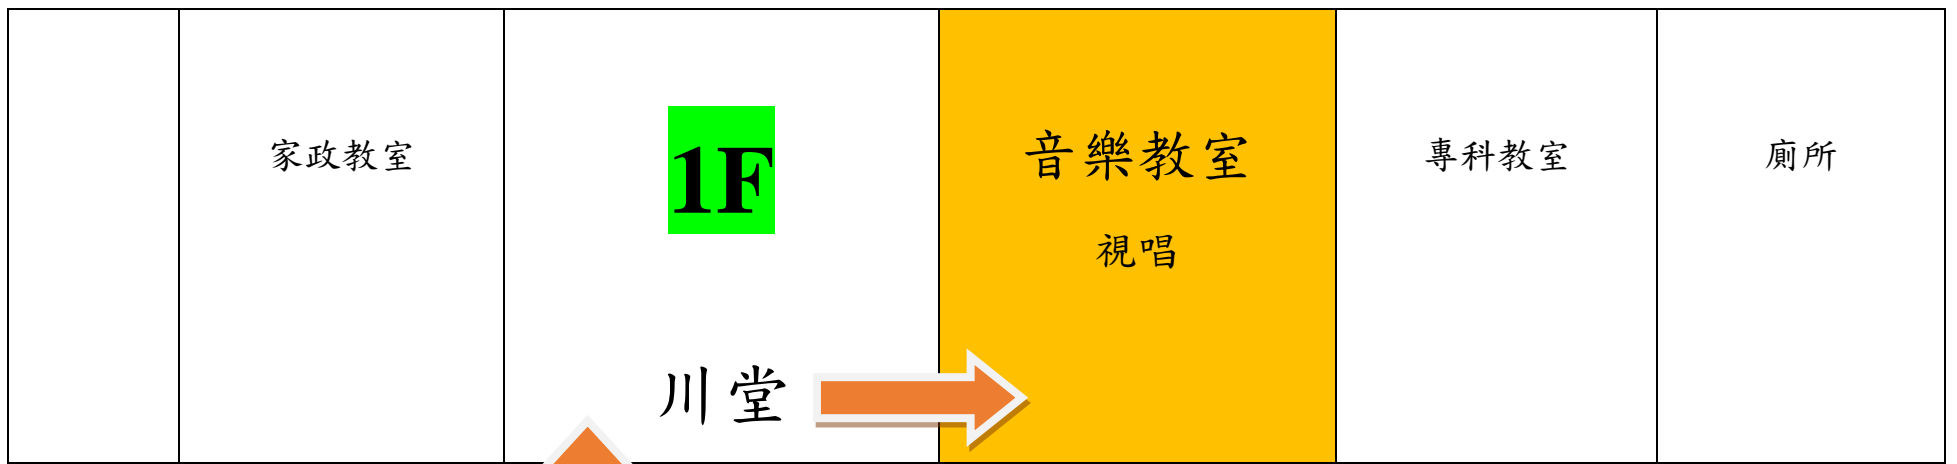 家政教室
1F
川堂
音樂教室
視唱
專科教室
廁所